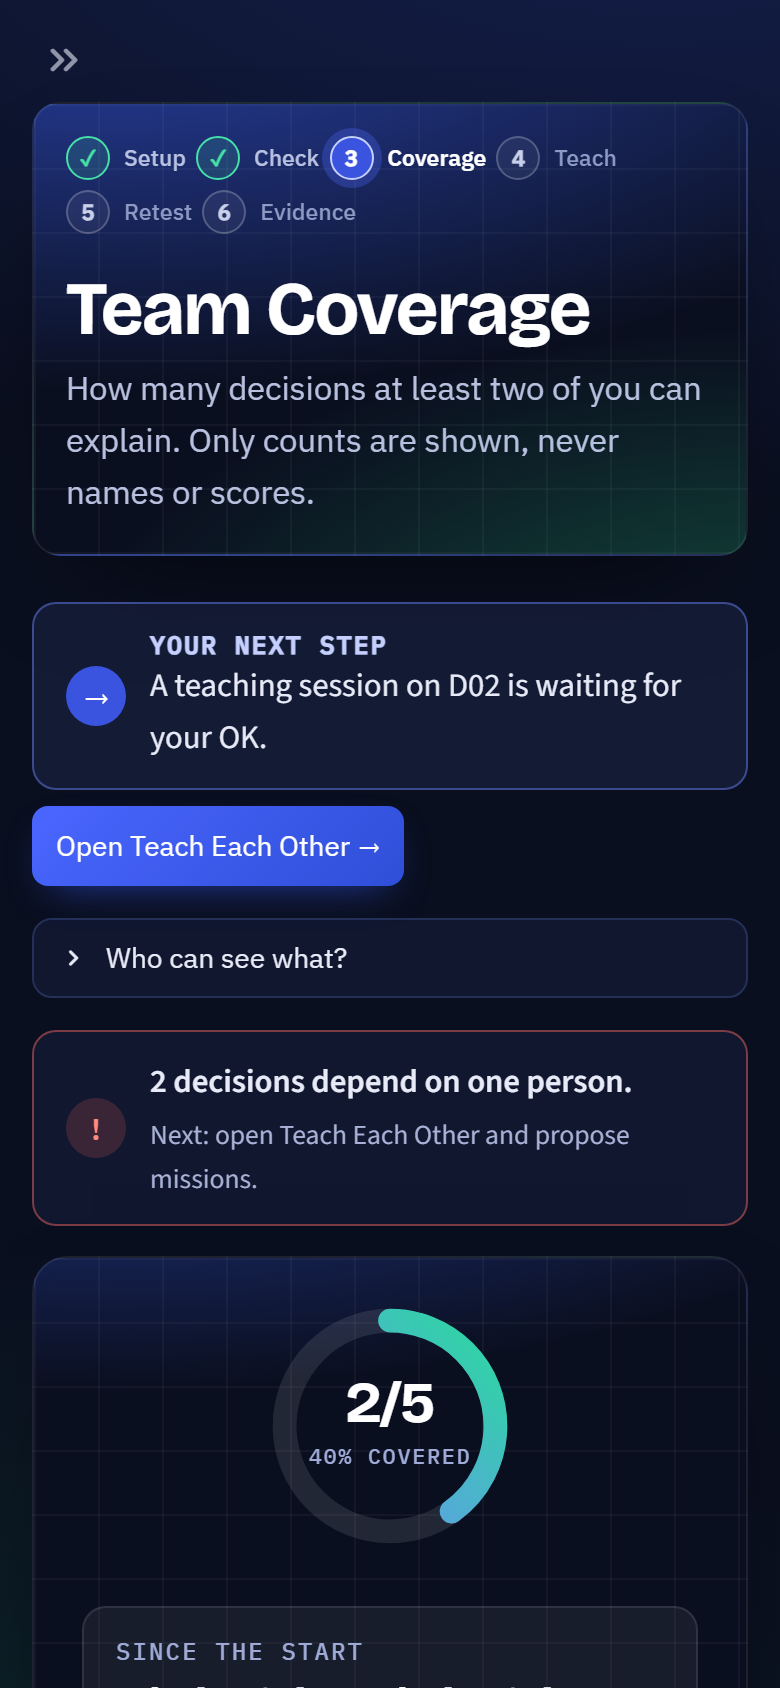 ✓ Setup ✓ Check 3 Coverage 4 Teach
5 Retest 6 Evidence
Team Coverage
How many decisions at least two of you can
explain. Only counts are shown, never
names or scores.
YOUR NEXT STEP
→ A teaching session on D02 is waiting for
your OK.
Open Teach Each Other →
Who can see what?
2 decisions depend on one person.
! Next: open Teach Each Other and propose
missions.
2/5
40% COVERED
SINCE THE START